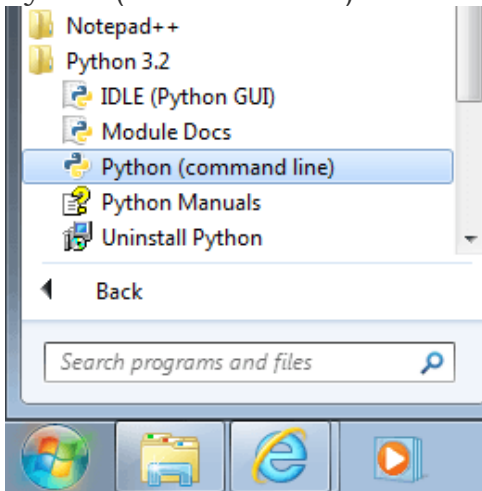 Notepad++
Python 3.2
IDLE (Python GUI)
Module Docs
Python (command line)
Python Manuals
Uninstall Python
Back
Search programs and files